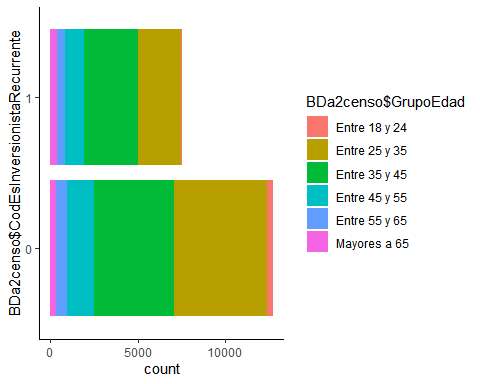 BDa2censo$CodEsInversionistaRecurrente
1
0
0
5000
10000
count
BDa2censo$GrupoEdad
Entre 18 y 24
Entre 25 y 35
Entre 35 y 45
Entre 45 y 55
Entre 55 y 65
Mayores a 65